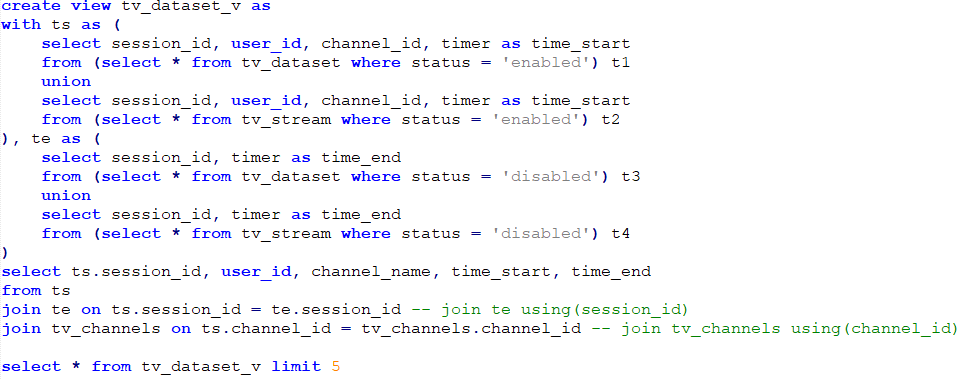 create view tv_dataset_v as
with ts as (
    select session_id, user_id, channel_id, timer as time_start
    from (select * from tv_dataset where status = 'enabled') t1
    union
    select session_id, user_id, channel_id, timer as time_start
    from (select * from tv_stream where status = 'enabled') t2
), te as (
    select session_id, timer as time_end
    from (select * from tv_dataset where status = 'disabled') t3
    union
    select session_id, timer as time_end
    from (select * from tv_stream where status = 'disabled') t4
)
select ts.session_id, user_id, channel_name, time_start, time_end
from ts
join te on ts.session_id = te.session_id -- join te using(session_id)
join tv_channels on ts.channel_id = tv_channels.channel_id -- join tv_channels using(channel_id)
select * from tv_dataset_v limit 5